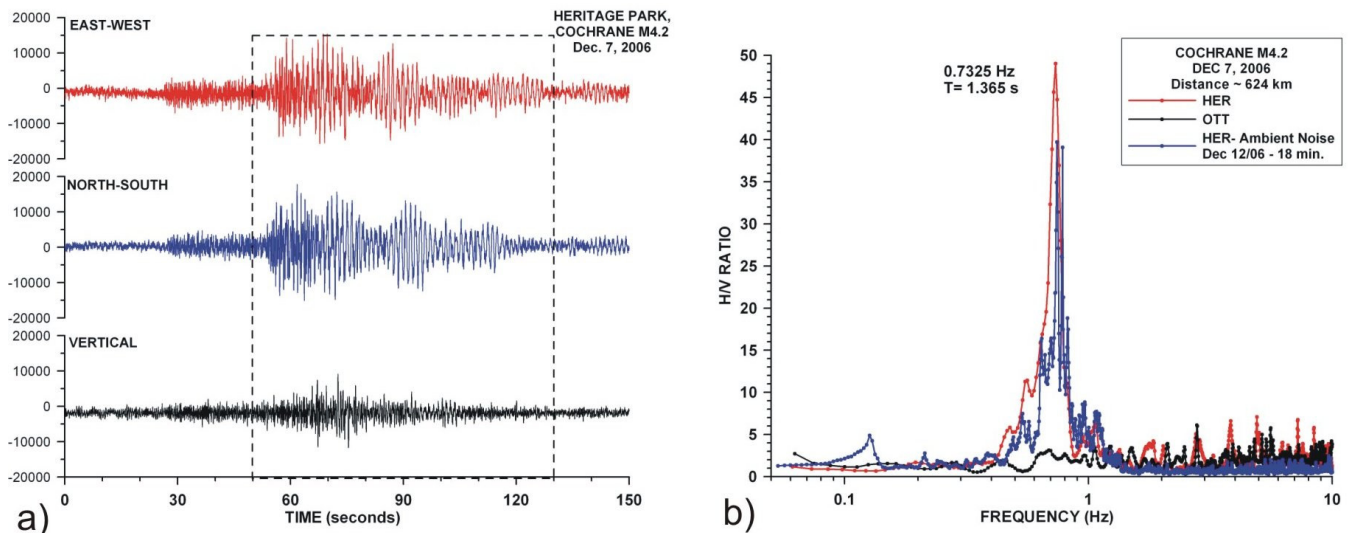 20000
EAST-WEST
10000
0
-10000
-20000
HERITAGE PARK,
COCHRANE M4.2
Dec. 7, 2006
20000
NORTH-SOUTH
10000
0
-10000
-20000
20000
VERTICAL
10000
0
-10000
-20000
0 30 60 90 120 150
TIME (seconds)
a)
50
45
40
35
30
25
20
15
10
5
0
H/V RATIO
0.7325 Hz
T= 1.365 s
COCHRANE M4.2
DEC 7, 2006
Distance ~ 624 km
HER
OTT
HER- Ambient Noise
Dec 12/06 - 18 min.
0.1 1 10
FREQUENCY (Hz)
b)